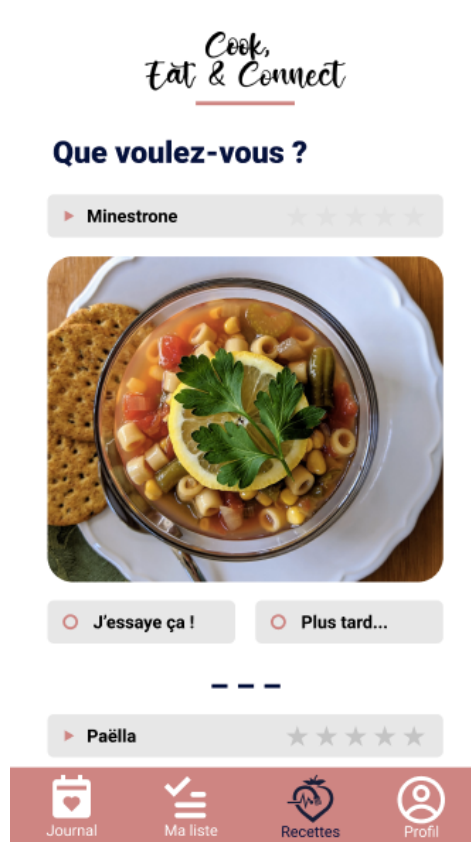 Cook,
Eat & Connect
Que voulez-vous ?
Minestrone
J'essaye ça !
Plus tard...
Paëlla
Journal
Ma liste
Recettes
Profil